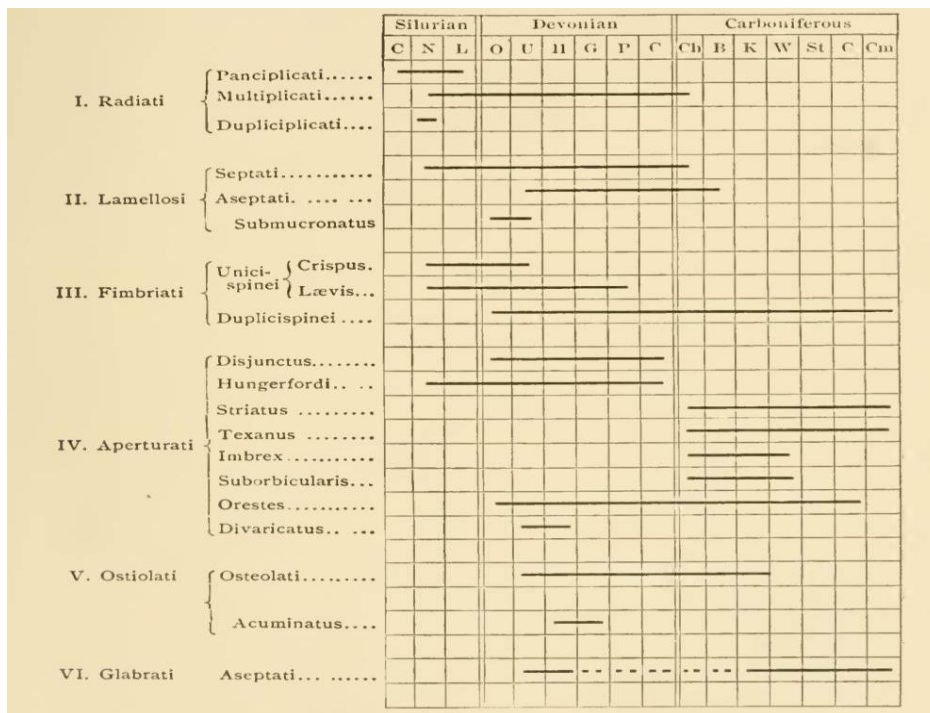 Silurian Devonian Carboniferous
C N L O U H G P C Ch B K W St C Cm
Panciplicati......
I. Radiati Multiplicati......
Dupliciplicati....
Septati...........
II. Lamellosi Aseptati. .... ...
Submucronatus
Unici- Crispus.
III. Fimbriati spinei Lævis...
Duplicispinei ....
Disjunctus........
Hungerfordi.. ..
Striatus .........
Texanus ........
IV. Aperturati
Imbrex...........
Suborbicularis...
Orestes...........
Divaricatus.. ...
V. Ostiolati Osteolati.........
Acuminatus....
VI. Glabrati Aseptati... ......